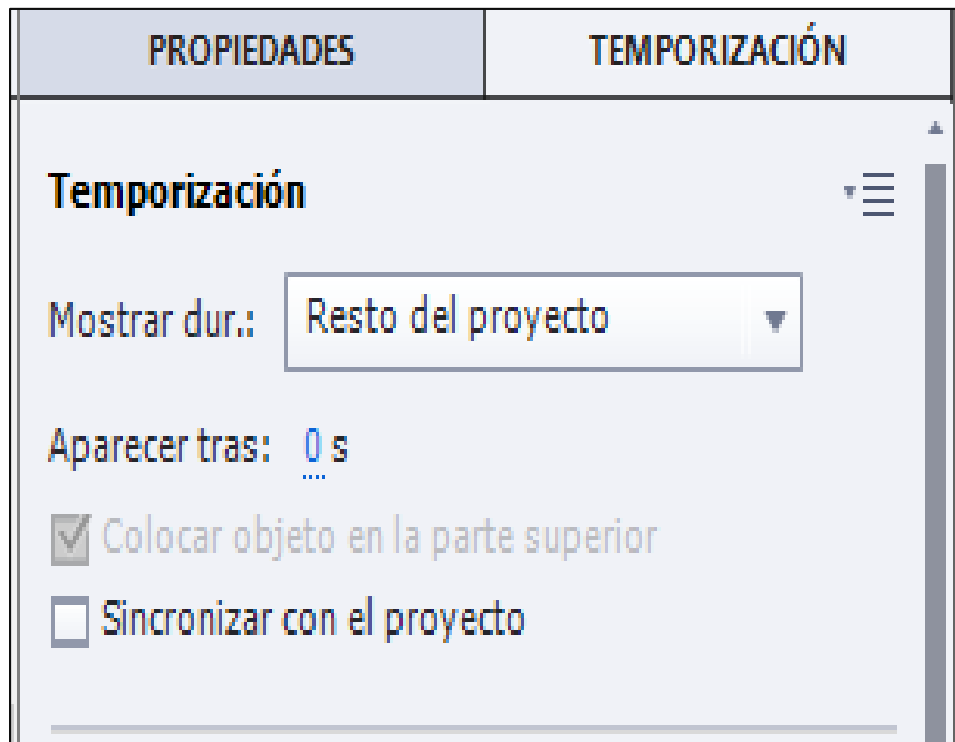 PROPIEDADES TEMPORIZACIÓN
Temporización
Mostrar dur.: Resto del proyecto
Aparecer tras: 0 s
Colocar objeto en la parte superior
Sincronizar con el proyecto